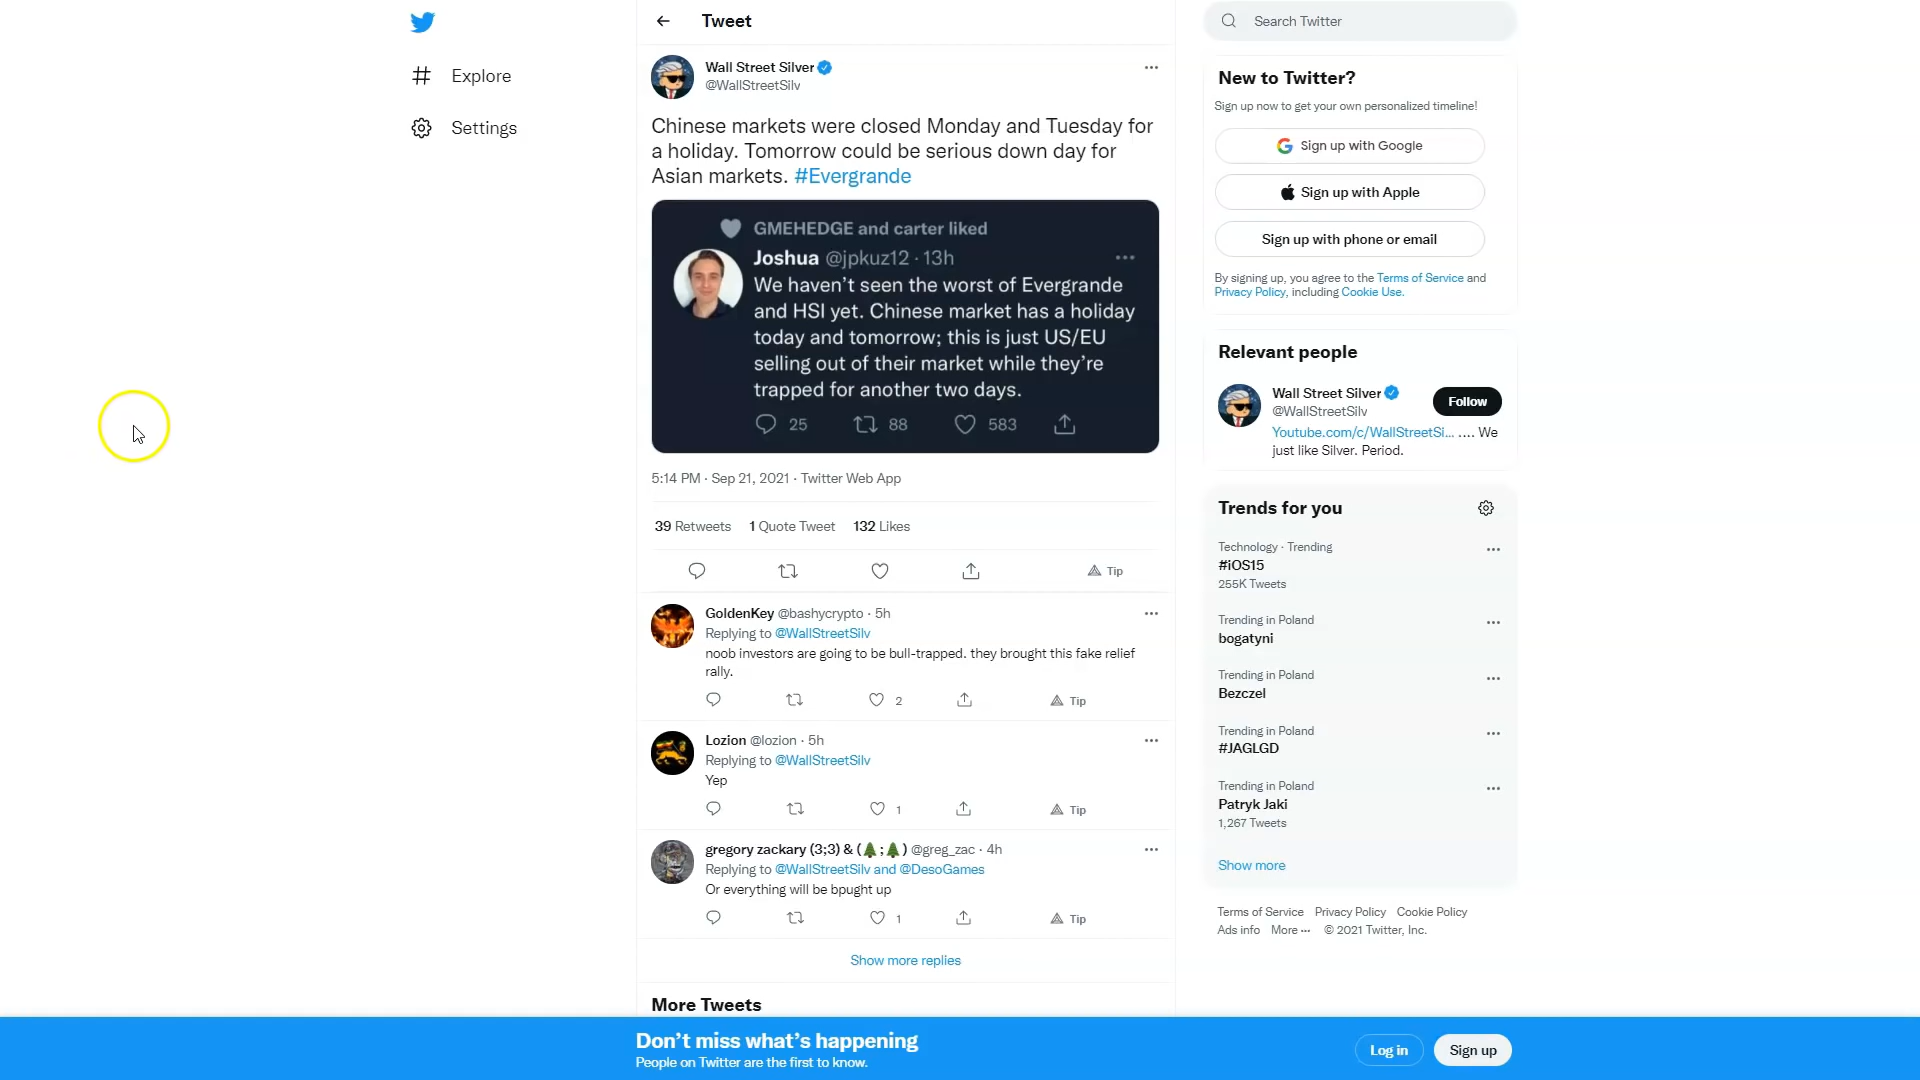 Explore
Settings
Tweet
Wall Street Silver
@WallStreetSilv
Chinese markets were closed Monday and Tuesday for
a holiday. Tomorrow could be serious down day for
Asian markets. #Evergrande
GMEHEDGE and carter liked
Joshua @jpkuz12 · 13h
We haven't seen the worst of Evergrande
and HSI yet. Chinese market has a holiday
today and tomorrow; this is just US/EU
selling out of their market while they're
trapped for another two days.
25 88 583
5:14 PM · Sep 21, 2021 · Twitter Web App
39 Retweets 1 Quote Tweet 132 Likes
Tip
GoldenKey @bashycrypto · 5h
Replying to @WallStreetSilv
noob investors are going to be bull-trapped. they brought this fake relief
rally.
2 Tip
Lozion @lozion · 5h
Replying to @WallStreetSilv
Yep
1 Tip
gregory zackary (3;3) & (🌲;🌲) @greg_zac · 4h
Replying to @WallStreetSilv and @DesoGames
Or everything will be bpught up
1 Tip
Show more replies
More Tweets
Search Twitter
New to Twitter?
Sign up now to get your own personalized timeline!
Sign up with Google
Sign up with Apple
Sign up with phone or email
By signing up, you agree to the Terms of Service and
Privacy Policy, including Cookie Use.
Relevant people
Wall Street Silver
@WallStreetSilv
Follow
Youtube.com/c/WallStreetSi... .... We
just like Silver. Period.
Trends for you
Technology · Trending
#iOS15
255K Tweets
Trending in Poland
bogatyni
Trending in Poland
Bezczel
Trending in Poland
#JAGLGD
Trending in Poland
Patryk Jaki
1,267 Tweets
Show more
Terms of Service Privacy Policy Cookie Policy
Ads info More ··· © 2021 Twitter, Inc.
Don't miss what's happening
People on Twitter are the first to know.
Log in
Sign up